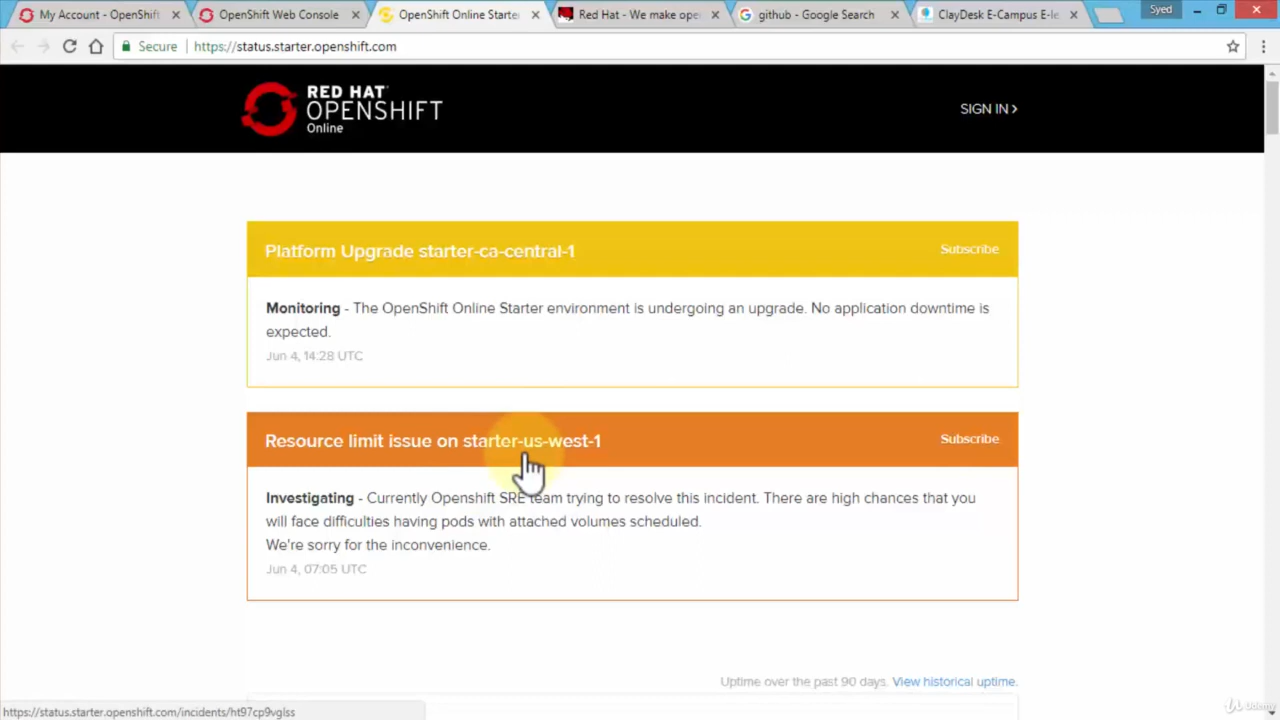 My Account - OpenShift
OpenShift Web Console
OpenShift Online Starte
Red Hat - We make ope
github - Google Search
ClayDesk E-Campus E-le
Syed
Secure
https://status.starter.openshift.com
RED HAT
OPENSHIFT
Online
SIGN IN >
Platform Upgrade starter-ca-central-1
Subscribe
Monitoring - The OpenShift Online Starter environment is undergoing an upgrade. No application downtime is
expected.
Jun 4, 14:28 UTC
Resource limit issue on starter-us-west-1
Subscribe
Investigating - Currently Openshift SRE team trying to resolve this incident. There are high chances that you
will face difficulties having pods with attached volumes scheduled.
We're sorry for the inconvenience.
Jun 4, 07:05 UTC
Uptime over the past 90 days. View historical uptime.
https://status.starter.openshift.com/incidents/ht97cp9vglss
Udemy